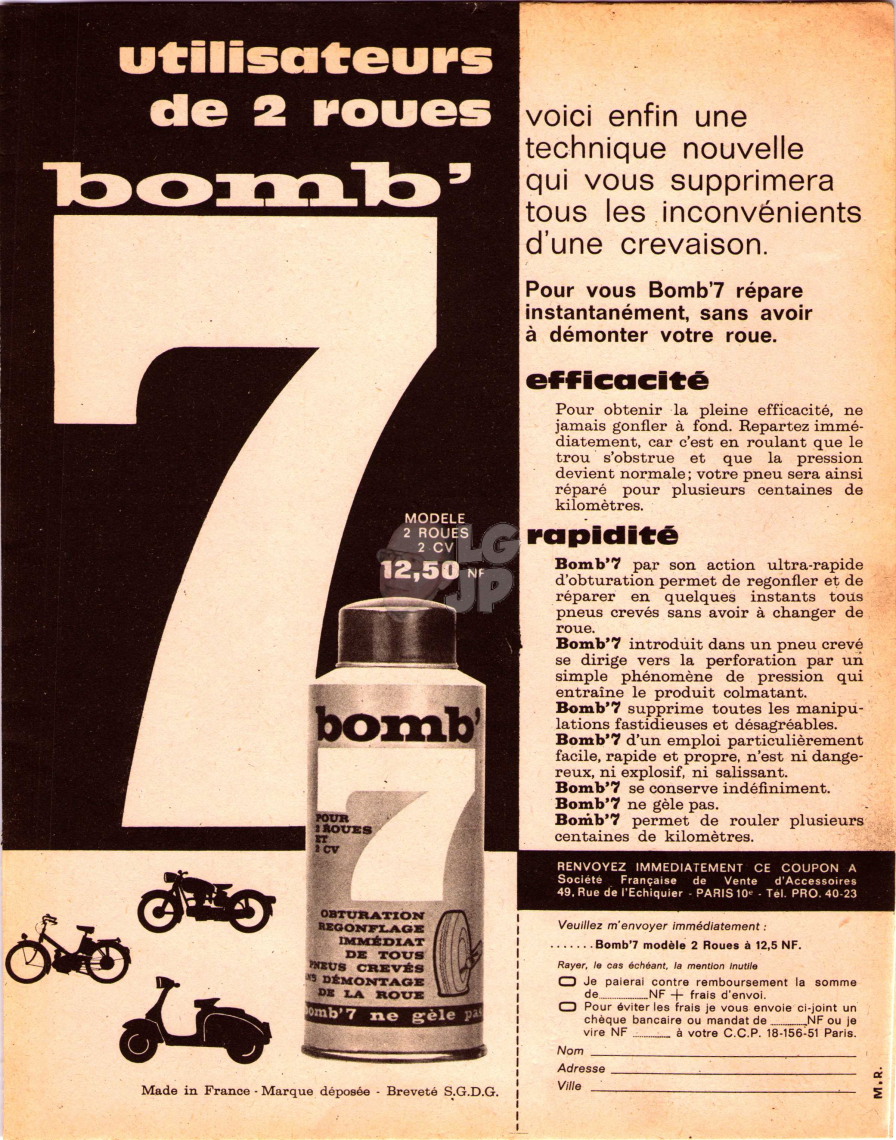 utilisateurs
de 2 roues
bomb'
7
MODELE
2 ROUES
2 CV
12,50 NF
LG
JP
bomb'
7
POUR
2 ROUES
ET
2 CV
OBTURATION
REGONFLAGE
IMMÉDIAT
DE TOUS
PNEUS CREVÉS
NS DÉMONTAGE
DE LA ROUE
bomb'7 ne gèle pas
Made in France - Marque déposée - Breveté S.G.D.G.
voici enfin une
technique nouvelle
qui vous supprimera
tous les inconvénients
d'une crevaison.
Pour vous Bomb'7 répare
instantanément, sans avoir
à démonter votre roue.
efficacité
Pour obtenir la pleine efficacité, ne
jamais gonfler à fond. Repartez immé-
diatement, car c'est en roulant que le
trou s'obstrue et que la pression
devient normale; votre pneu sera ainsi
réparé pour plusieurs centaines de
kilomètres.
rapidité
Bomb'7 par son action ultra-rapide
d'obturation permet de regonfler et de
réparer en quelques instants tous
pneus crevés sans avoir à changer de
roue.
Bomb'7 introduit dans un pneu crevé
se dirige vers la perforation par un
simple phénomène de pression qui
entraîne le produit colmatant.
Bomb'7 supprime toutes les manipu-
lations fastidieuses et désagréables.
Bomb'7 d'un emploi particulièrement
facile, rapide et propre, n'est ni dange-
reux, ni explosif, ni salissant.
Bomb'7 se conserve indéfiniment.
Bomb'7 ne gèle pas.
Bomb'7 permet de rouler plusieurs
centaines de kilomètres.
RENVOYEZ IMMEDIATEMENT CE COUPON A
Société Française de Vente d'Accessoires
49, Rue de l'Echiquier - PARIS 10e - Tél. PRO. 40-23
Veuillez m'envoyer immédiatement :
.......Bomb'7 modèle 2 Roues à 12,5 NF.
Rayer, le cas échéant, la mention inutile
Je paierai contre remboursement la somme
de..........NF + frais d'envoi.
Pour éviter les frais je vous envoie ci-joint un
chèque bancaire ou mandat de ........NF ou je
vire NF ........ à votre C.C.P. 18-156-51 Paris.
Nom
Adresse
Ville
M.R.